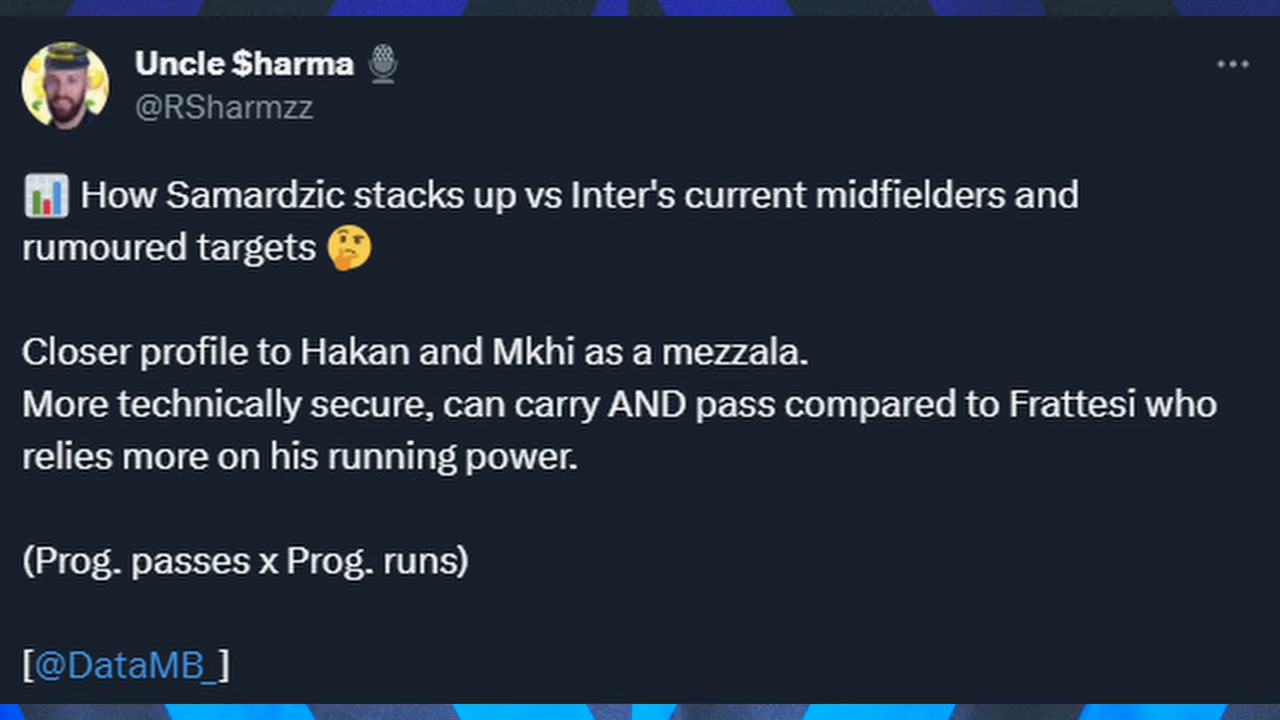 Uncle $harma 🎙
@RSharmzz
📊 How Samardzic stacks up vs Inter's current midfielders and
rumoured targets 🤔
Closer profile to Hakan and Mkhi as a mezzala.
More technically secure, can carry AND pass compared to Frattesi who
relies more on his running power.
(Prog. passes x Prog. runs)
[@DataMB_]